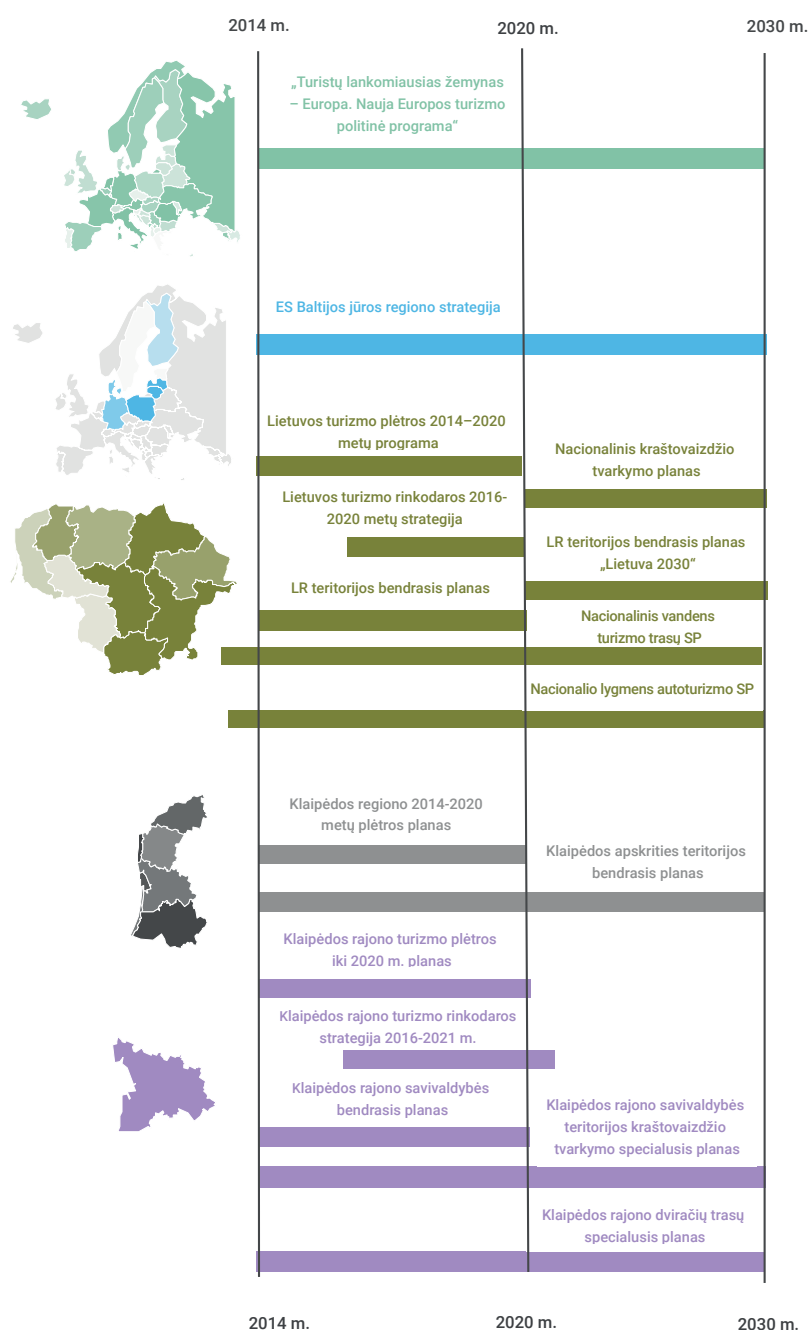 2014 m.
2020 m.
2030 m.
„Turistų lankomiausias žemynas
– Europa. Nauja Europos turizmo
politinė programa“
ES Baltijos jūros regiono strategija
Lietuvos turizmo plėtros 2014–2020
metų programa
Nacionalinis kraštovaizdžio
tvarkymo planas
Lietuvos turizmo rinkodaros 2016-
2020 metų strategija
LR teritorijos bendrasis planas
„Lietuva 2030“
LR teritorijos bendrasis planas
Nacionalinis vandens
turizmo trasų SP
Nacionalio lygmens autoturizmo SP
Klaipėdos regiono 2014-2020
metų plėtros planas
Klaipėdos apskrities teritorijos
bendrasis planas
Klaipėdos rajono turizmo plėtros
iki 2020 m. planas
Klaipėdos rajono turizmo rinkodaros
strategija 2016-2021 m.
Klaipėdos rajono savivaldybės
bendrasis planas
Klaipėdos rajono savivaldybės
teritorijos kraštovaizdžio
tvarkymo specialusis planas
Klaipėdos rajono dviračių trasų
specialusis planas
2014 m.
2020 m.
2030 m.